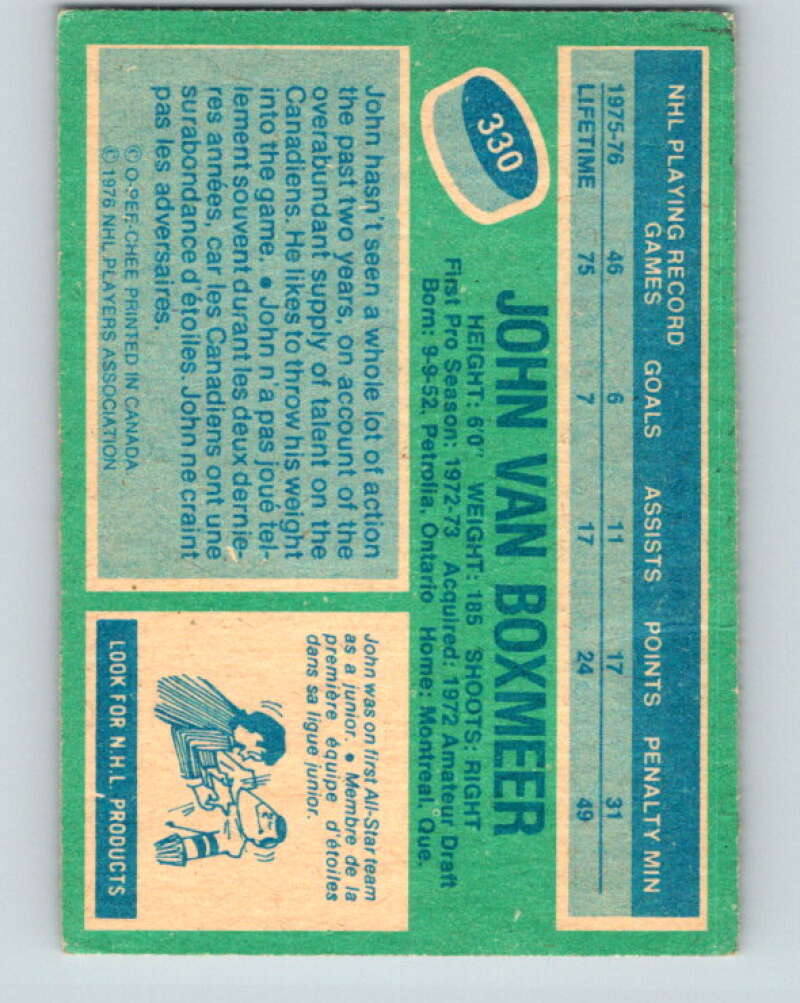 NHL PLAYING RECORD
GAMES GOALS ASSISTS POINTS PENALTY MIN
1975-76 46 6 11 17 31
LIFETIME 75 7 17 24 49
330
JOHN VAN BOXMEER
HEIGHT: 6'0" WEIGHT: 185 SHOOTS: RIGHT
First Pro Season: 1972-73 Acquired: 1972 Amateur Draft
Born: 9-9-52, Petrolia, Ontario Home: Montreal, Que.
John hasn't seen a whole lot of action
the past two years, on account of the
overabundant supply of talent on the
Canadiens. He likes to throw his weight
into the game. • John n'a pas joué tel-
lement souvent durant les deux derniè-
res années, car les Canadiens ont une
surabondance d'étoiles. John ne craint
pas les adversaires.
© O-PEE-CHEE PRINTED IN CANADA
© 1976 NHL PLAYERS ASSOCIATION
John was on first All-Star team
as a junior. • Membre de la
première équipe d'étoiles
dans sa ligue junior.
LOOK FOR N.H.L. PRODUCTS